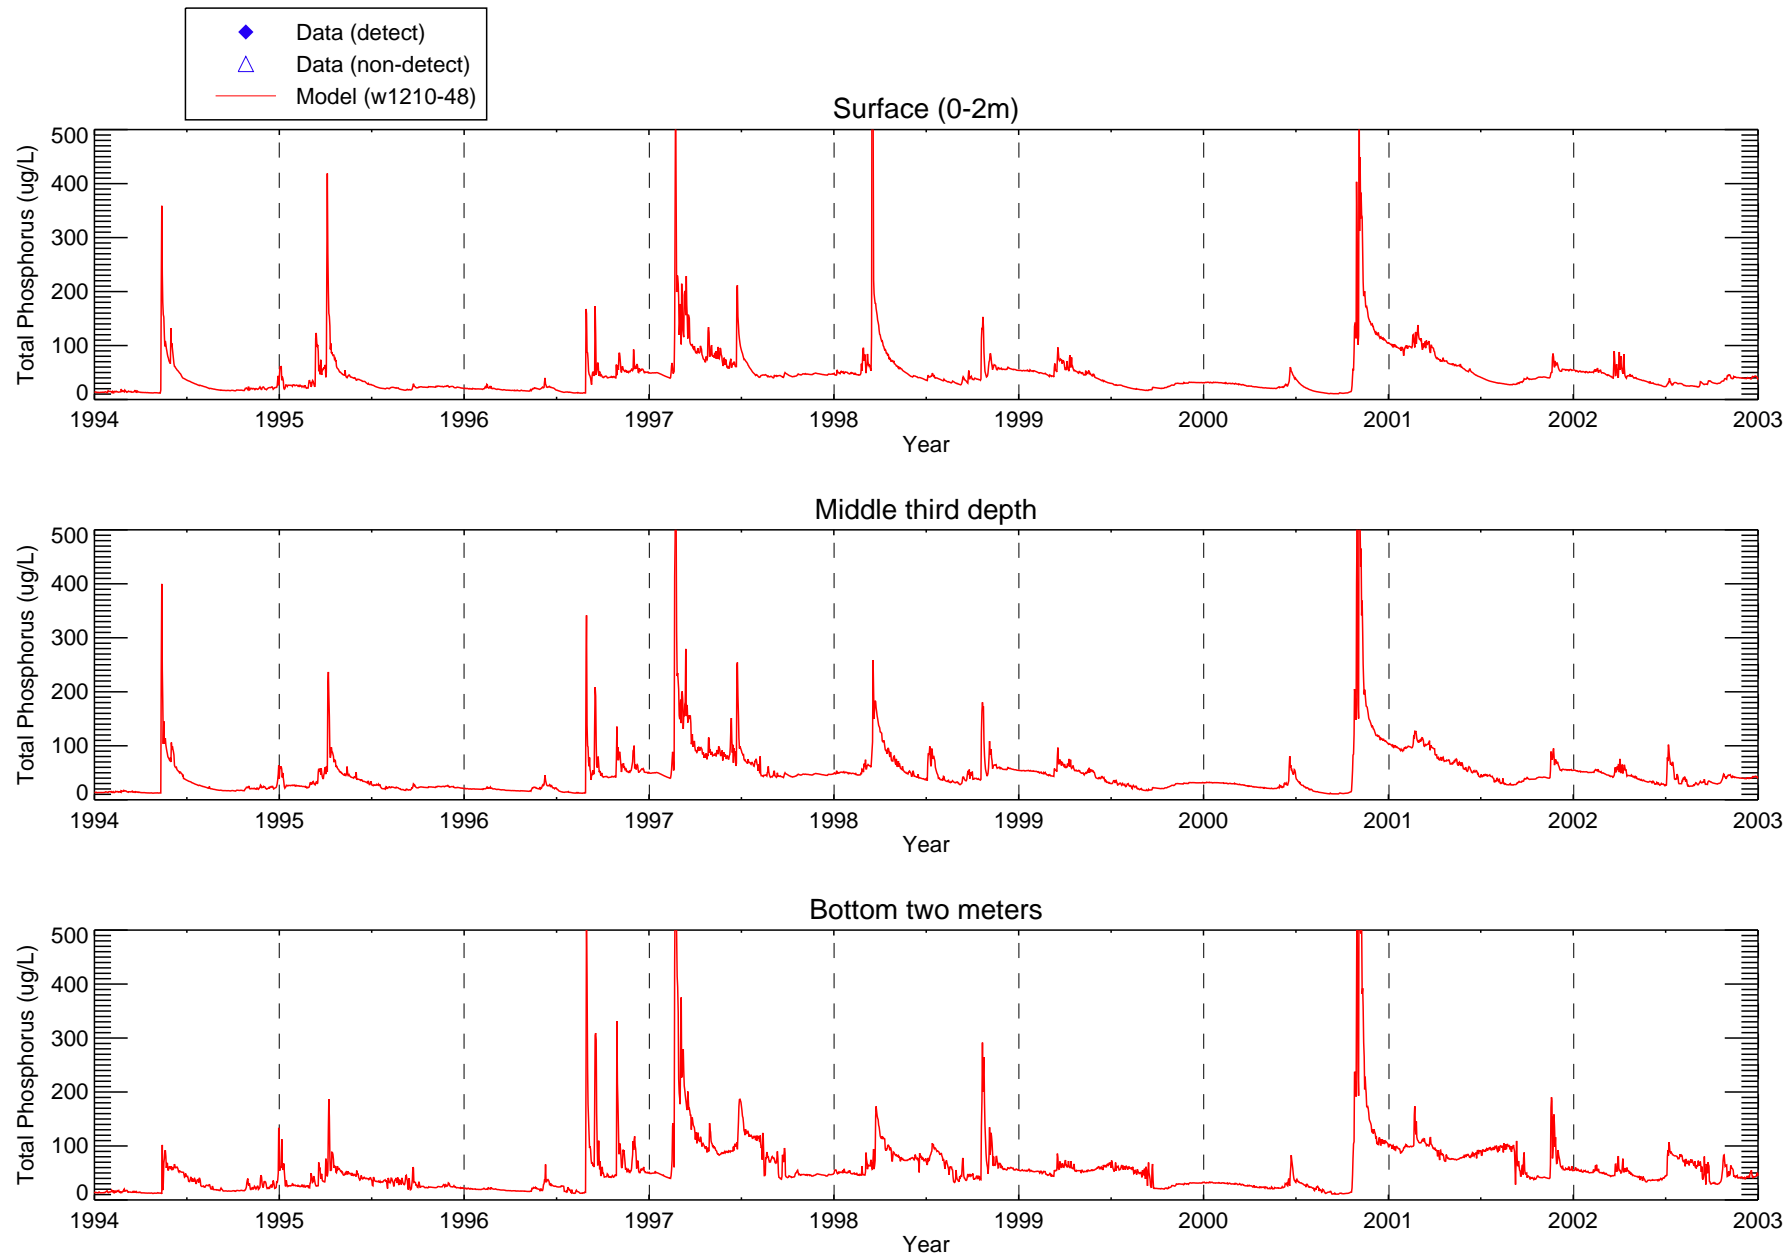 Data (detect)
Data (non-detect)
Model (w1210-48)
Surface (0-2m)
Total Phosphorus (ug/L)
500
400
300
200
100
0
1994 1995 1996 1997 1998 1999 2000 2001 2002 2003
Year
Middle third depth
Total Phosphorus (ug/L)
500
400
300
200
100
0
1994 1995 1996 1997 1998 1999 2000 2001 2002 2003
Year
Bottom two meters
Total Phosphorus (ug/L)
500
400
300
200
100
0
1994 1995 1996 1997 1998 1999 2000 2001 2002 2003
Year